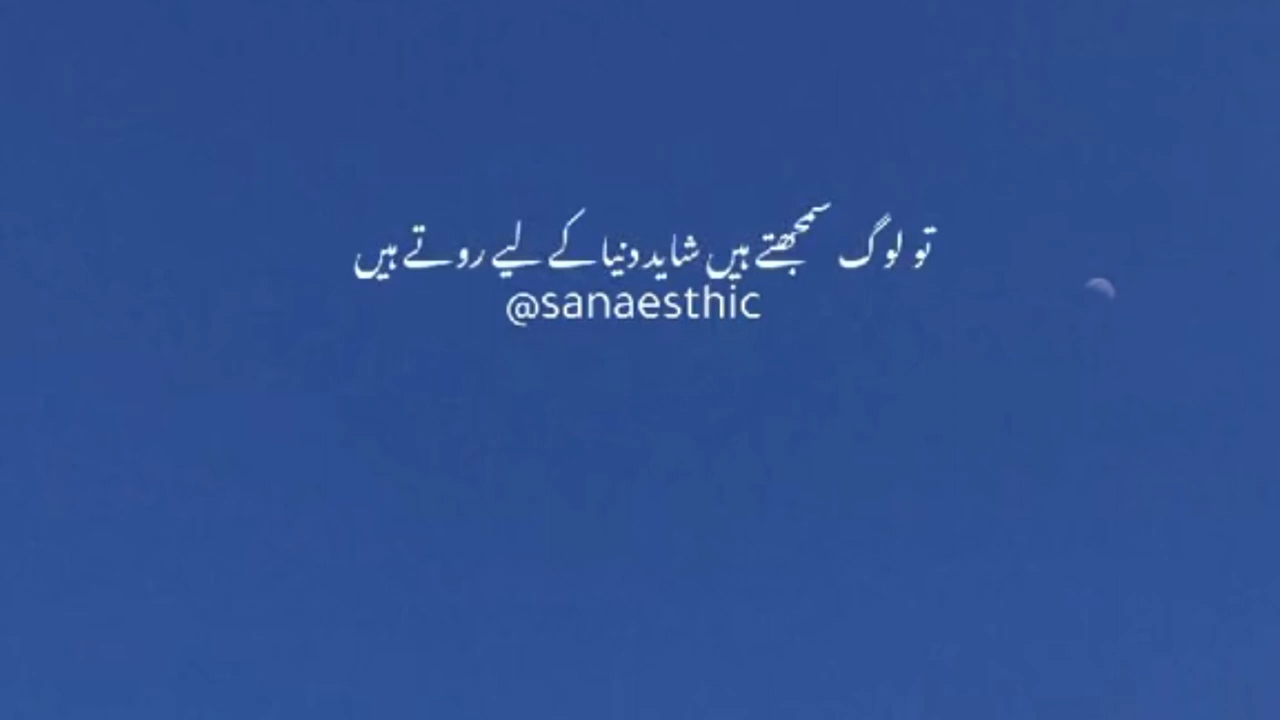 تو لوگ سمجھتے ہیں شاید دنیا کے لیے روتے ہیں
@sanaesthic